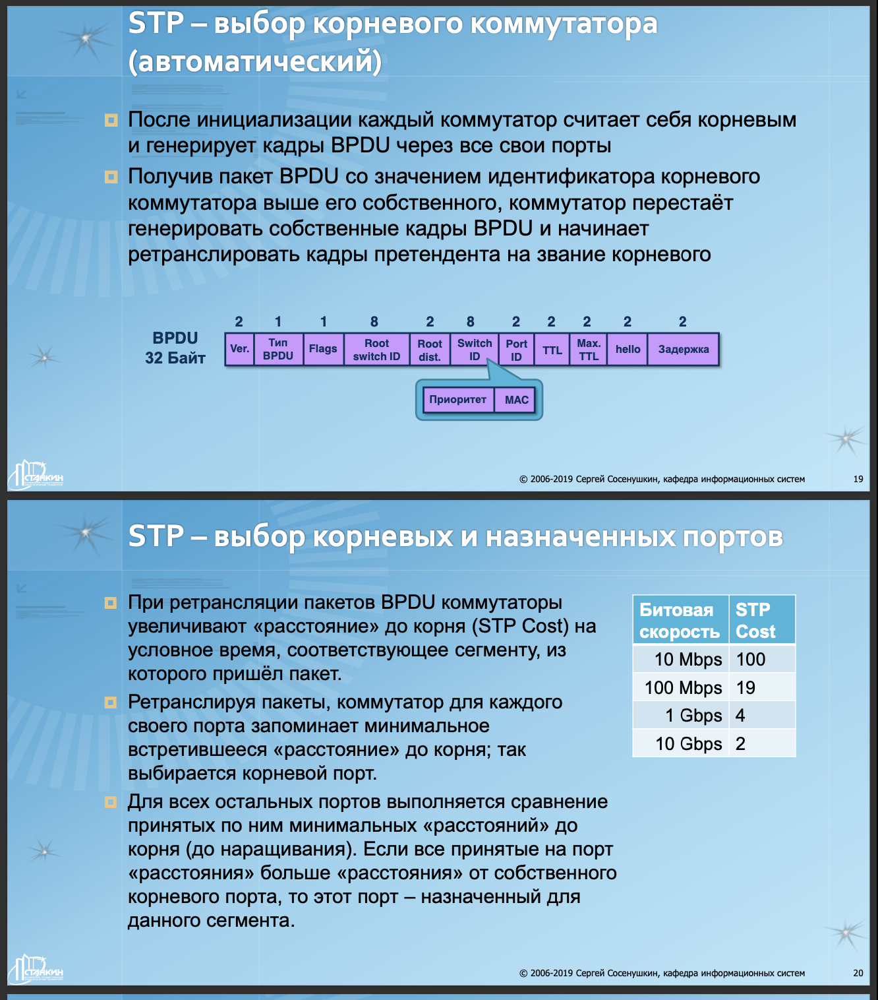 STP – выбор корневого коммутатора
(автоматический)
После инициализации каждый коммутатор считает себя корневым
и генерирует кадры BPDU через все свои порты
Получив пакет BPDU со значением идентификатора корневого
коммутатора выше его собственного, коммутатор перестаёт
генерировать собственные кадры BPDU и начинает
ретранслировать кадры претендента на звание корневого
2 1 1 8 2 8 2 2 2 2 2
BPDU
32 Байт
Ver.
Тип
BPDU
Flags
Root
switch ID
Root
dist.
Switch
ID
Port
ID
TTL
Max.
TTL
hello
Задержка
Приоритет
MAC
СТАНКИН
© 2006-2019 Сергей Сосенушкин, кафедра информационных систем
19
STP – выбор корневых и назначенных портов
При ретрансляции пакетов BPDU коммутаторы
увеличивают «расстояние» до корня (STP Cost) на
условное время, соответствующее сегменту, из
которого пришёл пакет.
Ретранслируя пакеты, коммутатор для каждого
своего порта запоминает минимальное
встретившееся «расстояние» до корня; так
выбирается корневой порт.
Для всех остальных портов выполняется сравнение
принятых по ним минимальных «расстояний» до
корня (до наращивания). Если все принятые на порт
«расстояния» больше «расстояния» от собственного
корневого порта, то этот порт – назначенный для
данного сегмента.
Битовая
скорость
STP
Cost
10 Mbps 100
100 Mbps 19
1 Gbps 4
10 Gbps 2
СТАНКИН
© 2006-2019 Сергей Сосенушкин, кафедра информационных систем
20